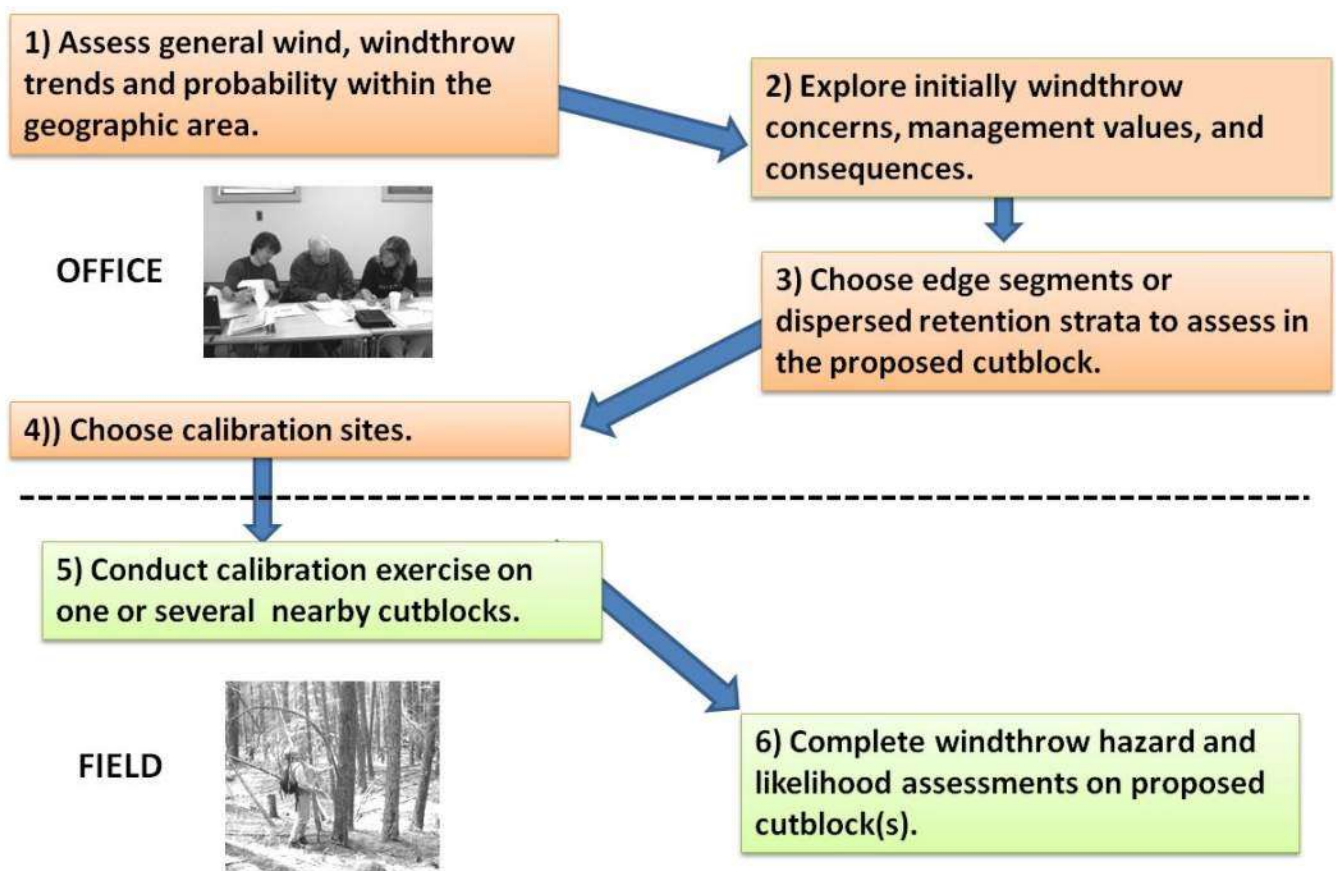 1) Assess general wind, windthrow
trends and probability within the
geographic area.
2) Explore initially windthrow
concerns, management values, and
consequences.
OFFICE
3) Choose edge segments or
dispersed retention strata to assess in
the proposed cutblock.
4)) Choose calibration sites.
5) Conduct calibration exercise on
one or several nearby cutblocks.
FIELD
6) Complete windthrow hazard and
likelihood assessments on proposed
cutblock(s).